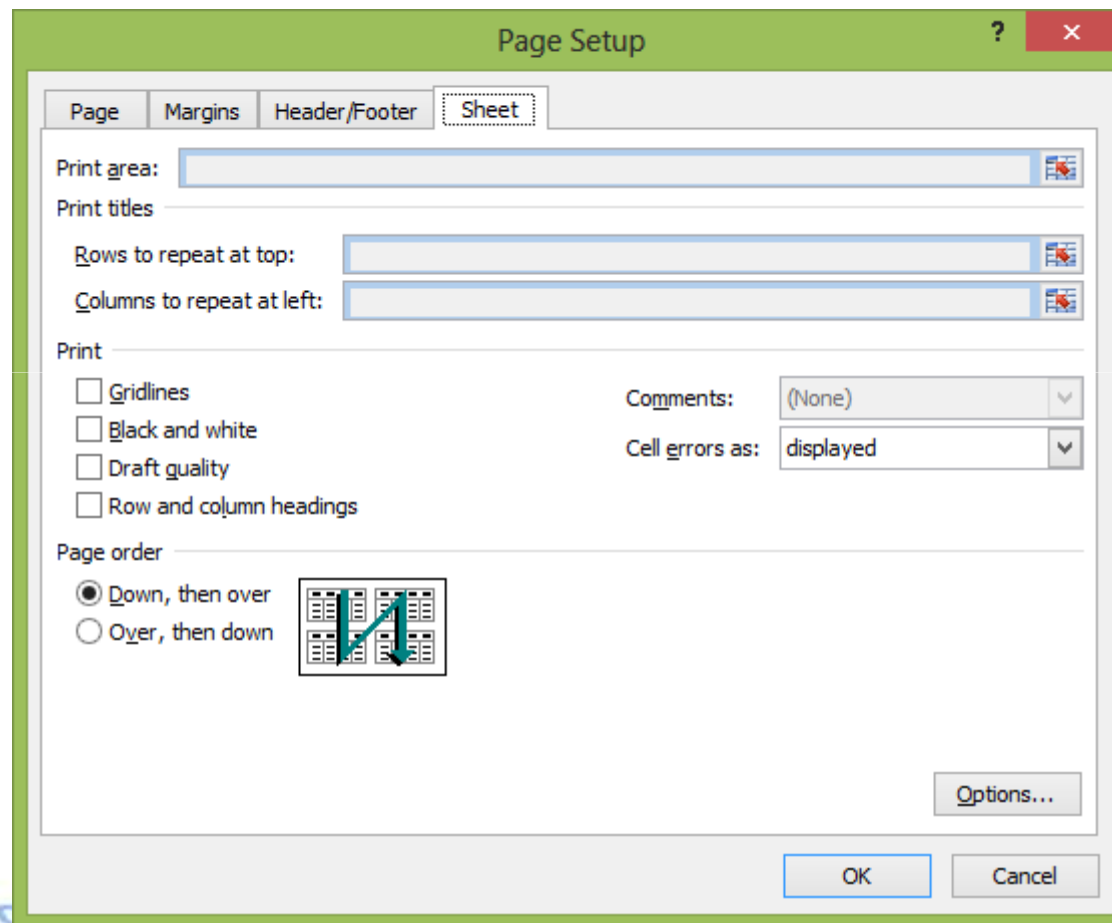 Page Setup
?
Page Margins Header/Footer Sheet
Print area:
Print titles
Rows to repeat at top:
Columns to repeat at left:
Print
Gridlines
Comments: (None)
Black and white
Cell errors as: displayed
Draft quality
Row and column headings
Page order
Down, then over
Over, then down
Options...
OK Cancel